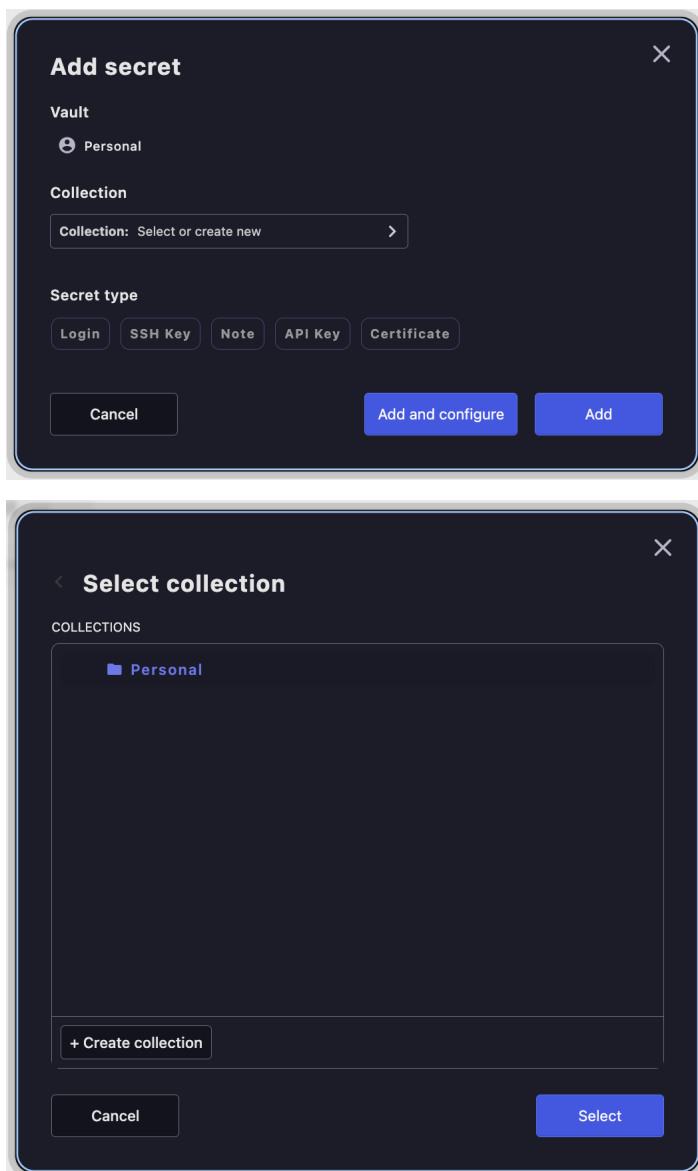 Add secret
Vault
Personal
Collection
Collection: Select or create new
Secret type
Login SSH Key Note API Key Certificate
Cancel Add and configure Add
Select collection
COLLECTIONS
Personal
+ Create collection
Cancel Select